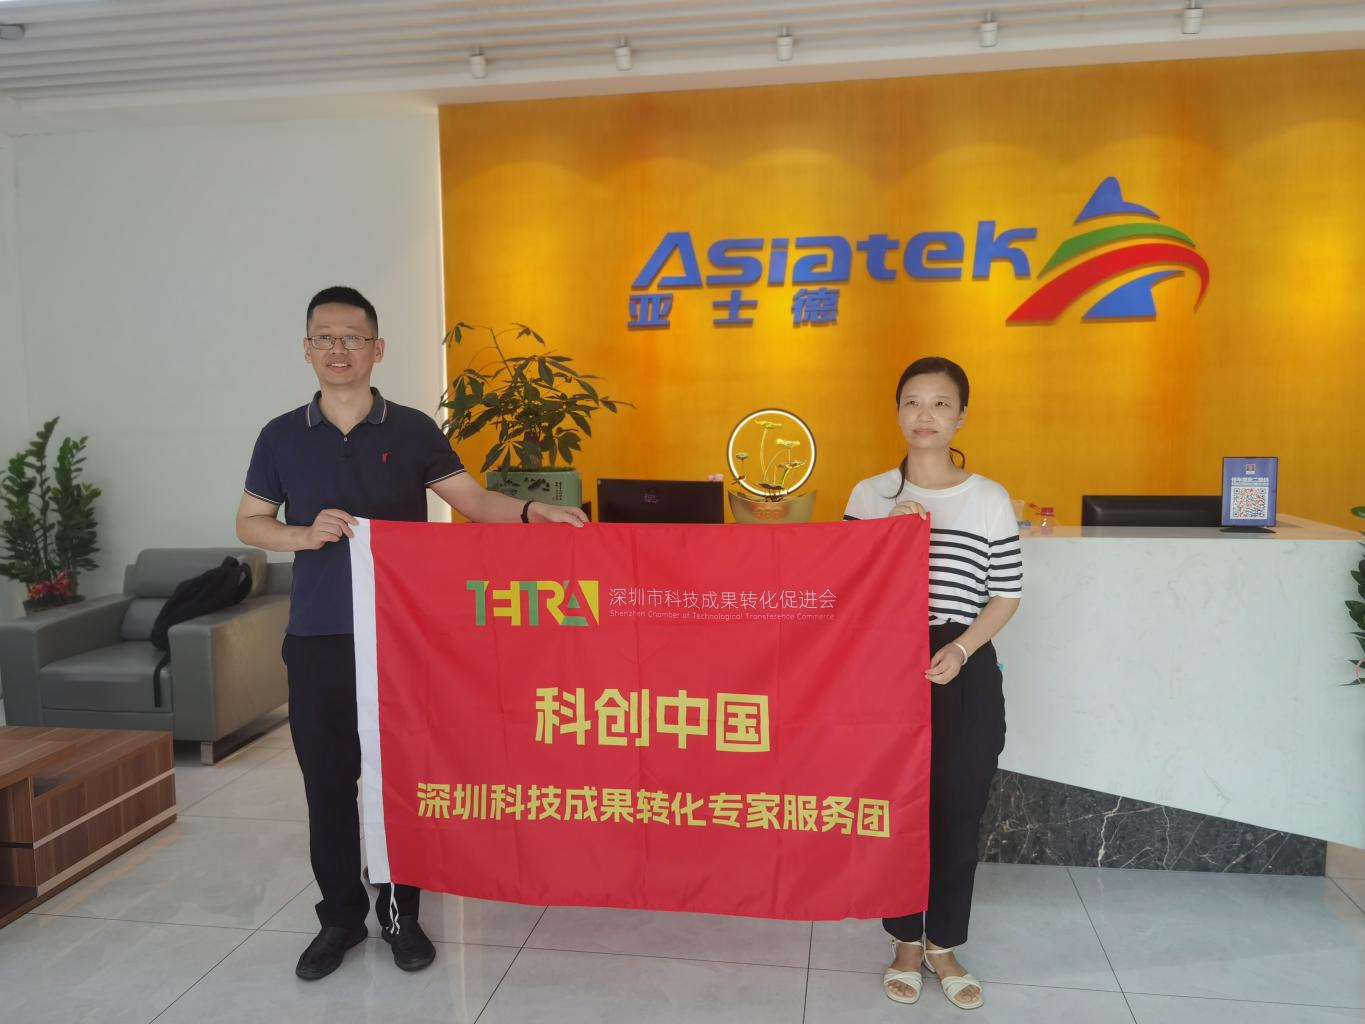 Asiatek
亚士德
TETRA 深圳市科技成果转化促进会
Shenzhen Chamber of Technological Transference Commerce
科创中国
深圳科技成果转化专家服务团